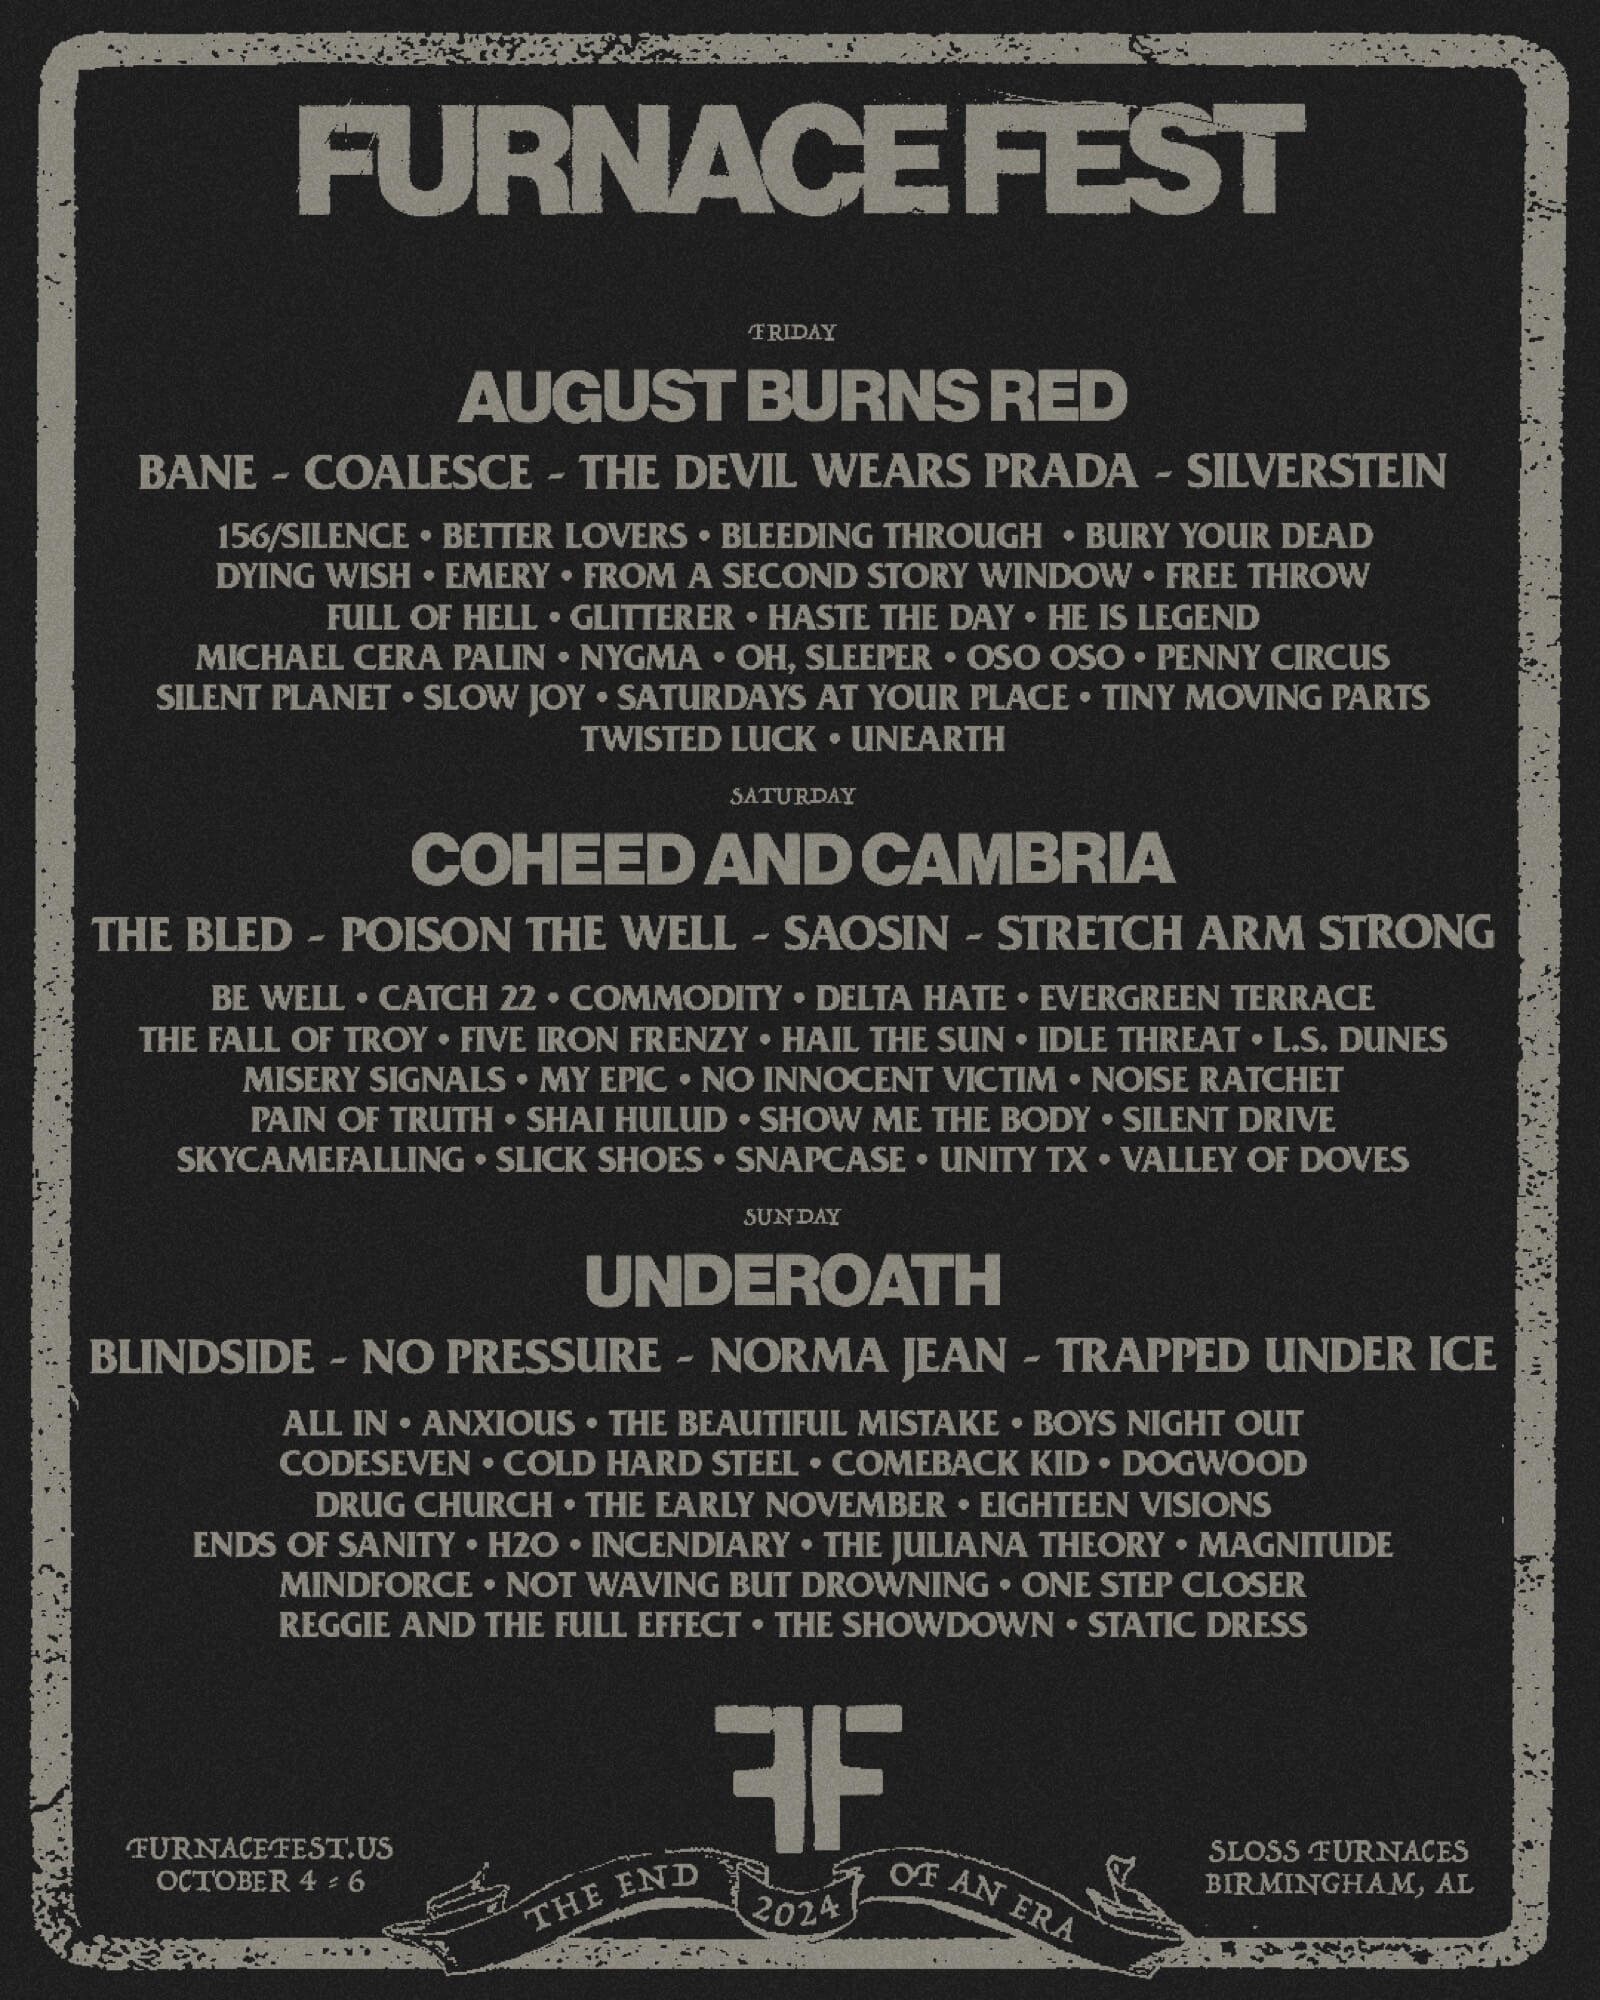 FURNACE FEST
FRIDAY
AUGUST BURNS RED
BANE - COALESCE - THE DEVIL WEARS PRADA - SILVERSTEIN
156/SILENCE • BETTER LOVERS • BLEEDING THROUGH • BURY YOUR DEAD
DYING WISH • EMERY • FROM A SECOND STORY WINDOW • FREE THROW
FULL OF HELL • GLITTERER • HASTE THE DAY • HE IS LEGEND
MICHAEL CERA PALIN • NYGMA • OH, SLEEPER • OSO OSO • PENNY CIRCUS
SILENT PLANET • SLOW JOY • SATURDAYS AT YOUR PLACE • TINY MOVING PARTS
TWISTED LUCK • UNEARTH
SATURDAY
COHEED AND CAMBRIA
THE BLED - POISON THE WELL - SAOSIN - STRETCH ARM STRONG
BE WELL • CATCH 22 • COMMODITY • DELTA HATE • EVERGREEN TERRACE
THE FALL OF TROY • FIVE IRON FRENZY • HAIL THE SUN • IDLE THREAT • L.S. DUNES
MISERY SIGNALS • MY EPIC • NO INNOCENT VICTIM • NOISE RATCHET
PAIN OF TRUTH • SHAI HULUD • SHOW ME THE BODY • SILENT DRIVE
SKYCAMEFALLING • SLICK SHOES • SNAPCASE • UNITY TX • VALLEY OF DOVES
SUNDAY
UNDEROATH
BLINDSIDE - NO PRESSURE - NORMA JEAN - TRAPPED UNDER ICE
ALL IN • ANXIOUS • THE BEAUTIFUL MISTAKE • BOYS NIGHT OUT
CODESEVEN • COLD HARD STEEL • COMEBACK KID • DOGWOOD
DRUG CHURCH • THE EARLY NOVEMBER • EIGHTEEN VISIONS
ENDS OF SANITY • H2O • INCENDIARY • THE JULIANA THEORY • MAGNITUDE
MINDFORCE • NOT WAVING BUT DROWNING • ONE STEP CLOSER
REGGIE AND THE FULL EFFECT • THE SHOWDOWN • STATIC DRESS
FF
FURNACEFEST.US
OCTOBER 4 - 6
THE END
2024
OF AN ERA
SLOSS FURNACES
BIRMINGHAM, AL